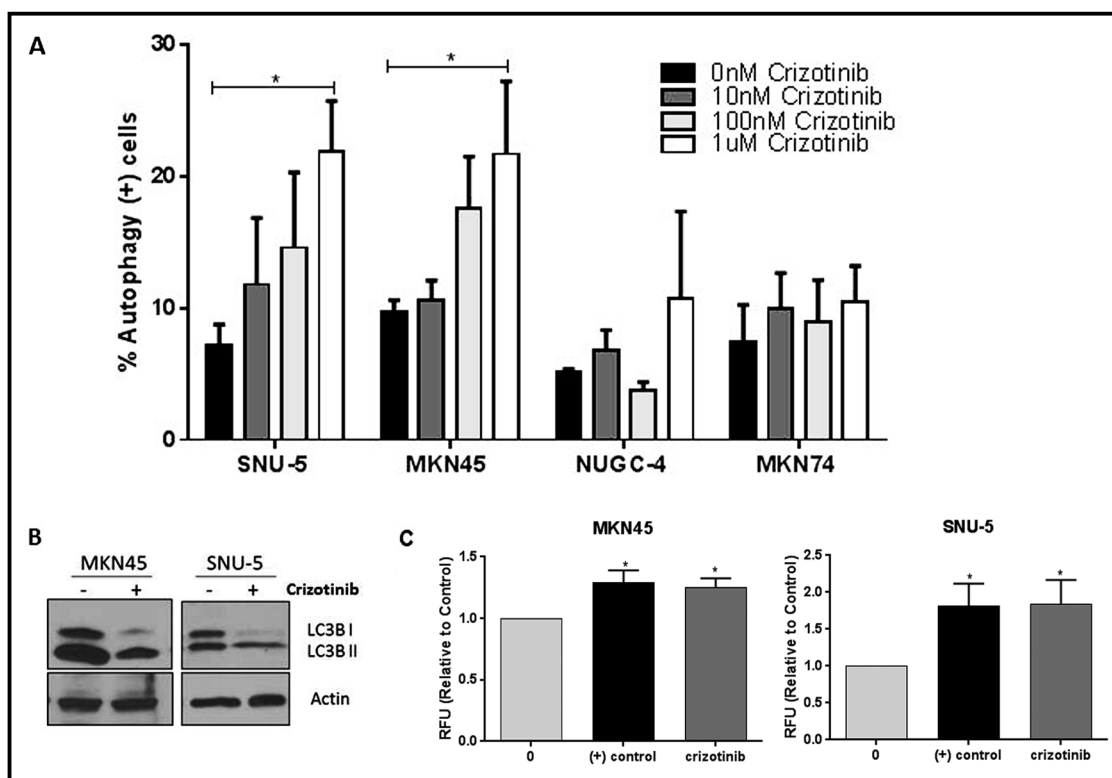 A
% Autophagy (+) cells
30
20
10
0
*
*
0nM Crizotinib
10nM Crizotinib
100nM Crizotinib
1uM Crizotinib
SNU-5 MKN45 NUGC-4 MKN74
B
MKN45 SNU-5
- + - + Crizotinib
LC3B I
LC3B II
Actin
C
MKN45
RFU (Relative to Control)
1.5
1.0
0.5
0.0
* *
0 (+) control crizotinib
SNU-5
RFU (Relative to Control)
2.5
2.0
1.5
1.0
0.5
0.0
* *
0 (+) control crizotinib